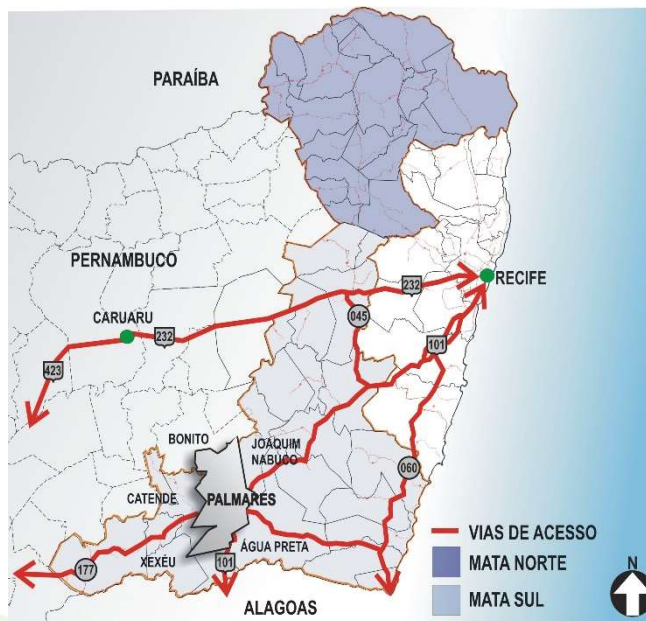 PARAÍBA
PERNAMBUCO
232
RECIFE
CARUARU
045
232
101
423
BONITO
JOAQUIM
NABUCO
060
CATENDE
PALMARES
VIAS DE ACESSO
ÁGUA PRETA
XEXÉU
101
177
MATA NORTE
N
MATA SUL
ALAGOAS